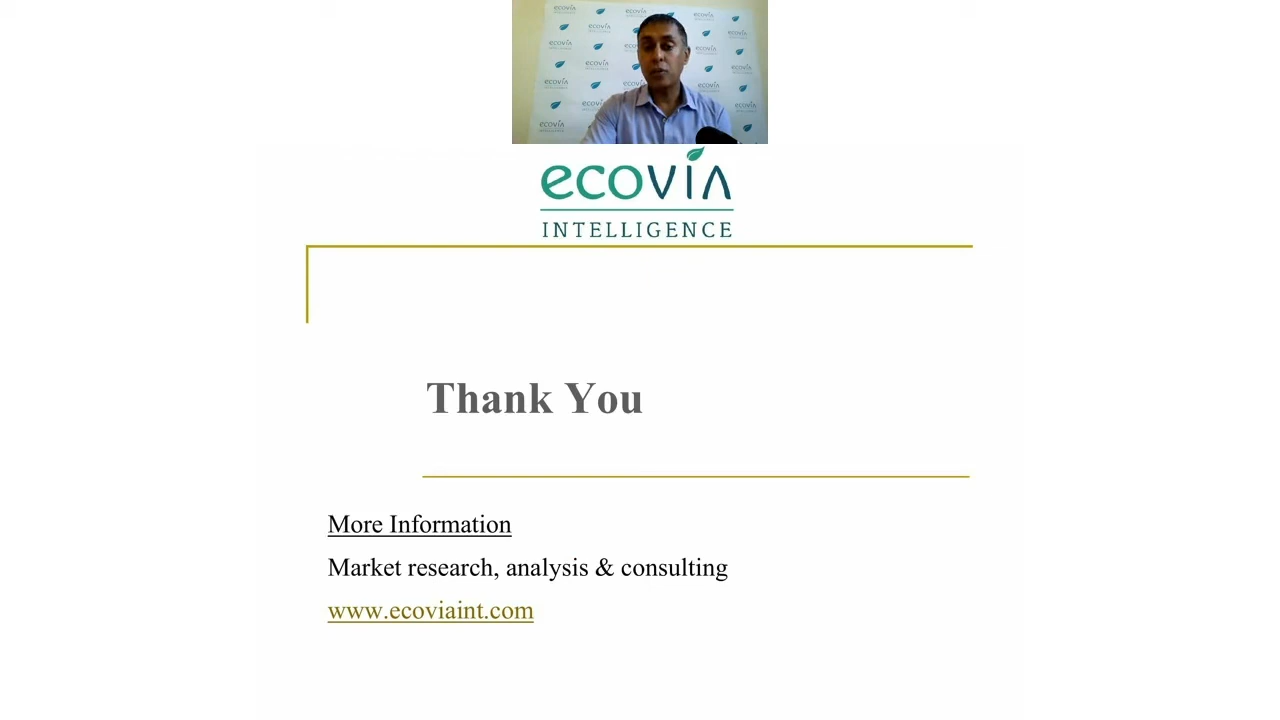 ecovia
INTELLIGENCE
Thank You
More Information
Market research, analysis & consulting
www.ecoviaint.com